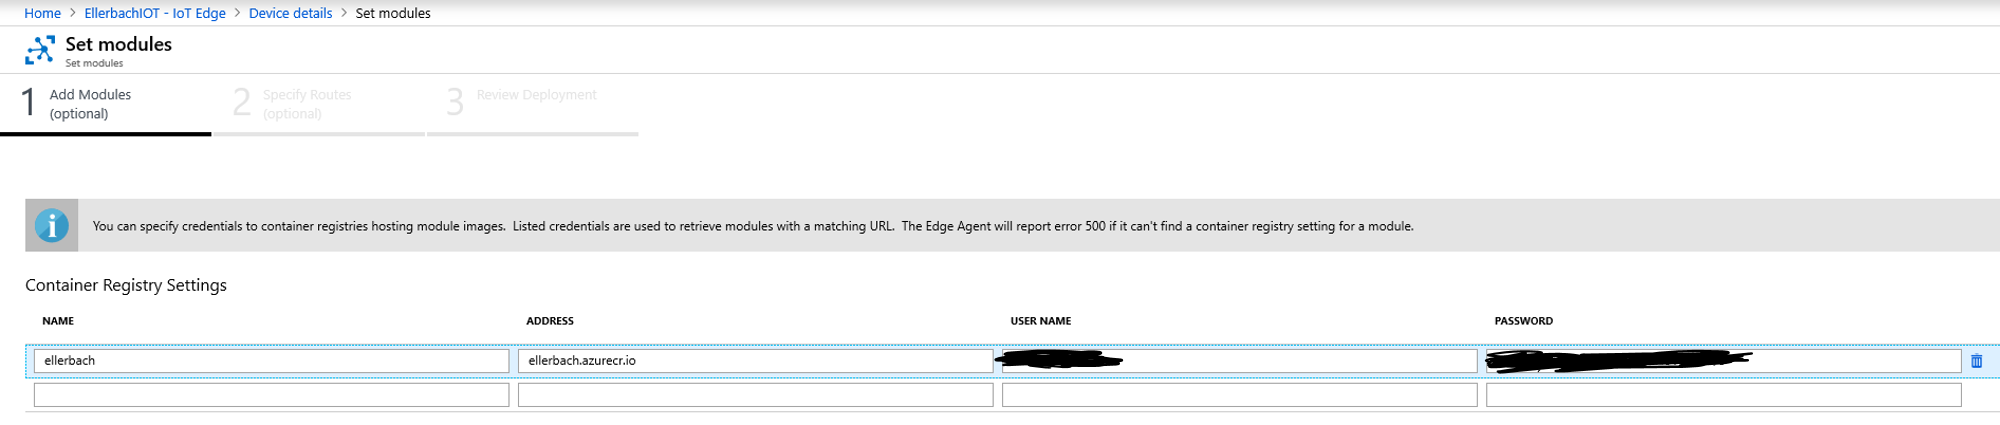 Home > EllerbachIOT - IoT Edge > Device details > Set modules
Set modules
Set modules
1 Add Modules (optional)
2 Specify Routes (optional)
3 Review Deployment
You can specify credentials to container registries hosting module images. Listed credentials are used to retrieve modules with a matching URL. The Edge Agent will report error 500 if it can't find a container registry setting for a module.
Container Registry Settings
NAME ADDRESS USER NAME PASSWORD
ellerbach ellerbach.azurecr.io